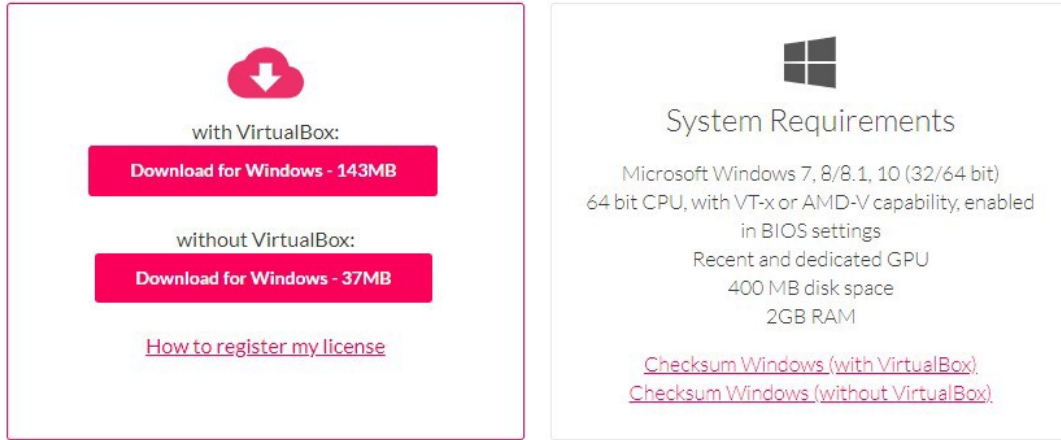 with VirtualBox:
Download for Windows - 143MB
without VirtualBox:
Download for Windows - 37MB
How to register my license
System Requirements
Microsoft Windows 7, 8/8.1, 10 (32/64 bit)
64 bit CPU, with VT-x or AMD-V capability, enabled
in BIOS settings
Recent and dedicated GPU
400 MB disk space
2GB RAM
Checksum Windows (with VirtualBox)
Checksum Windows (without VirtualBox)